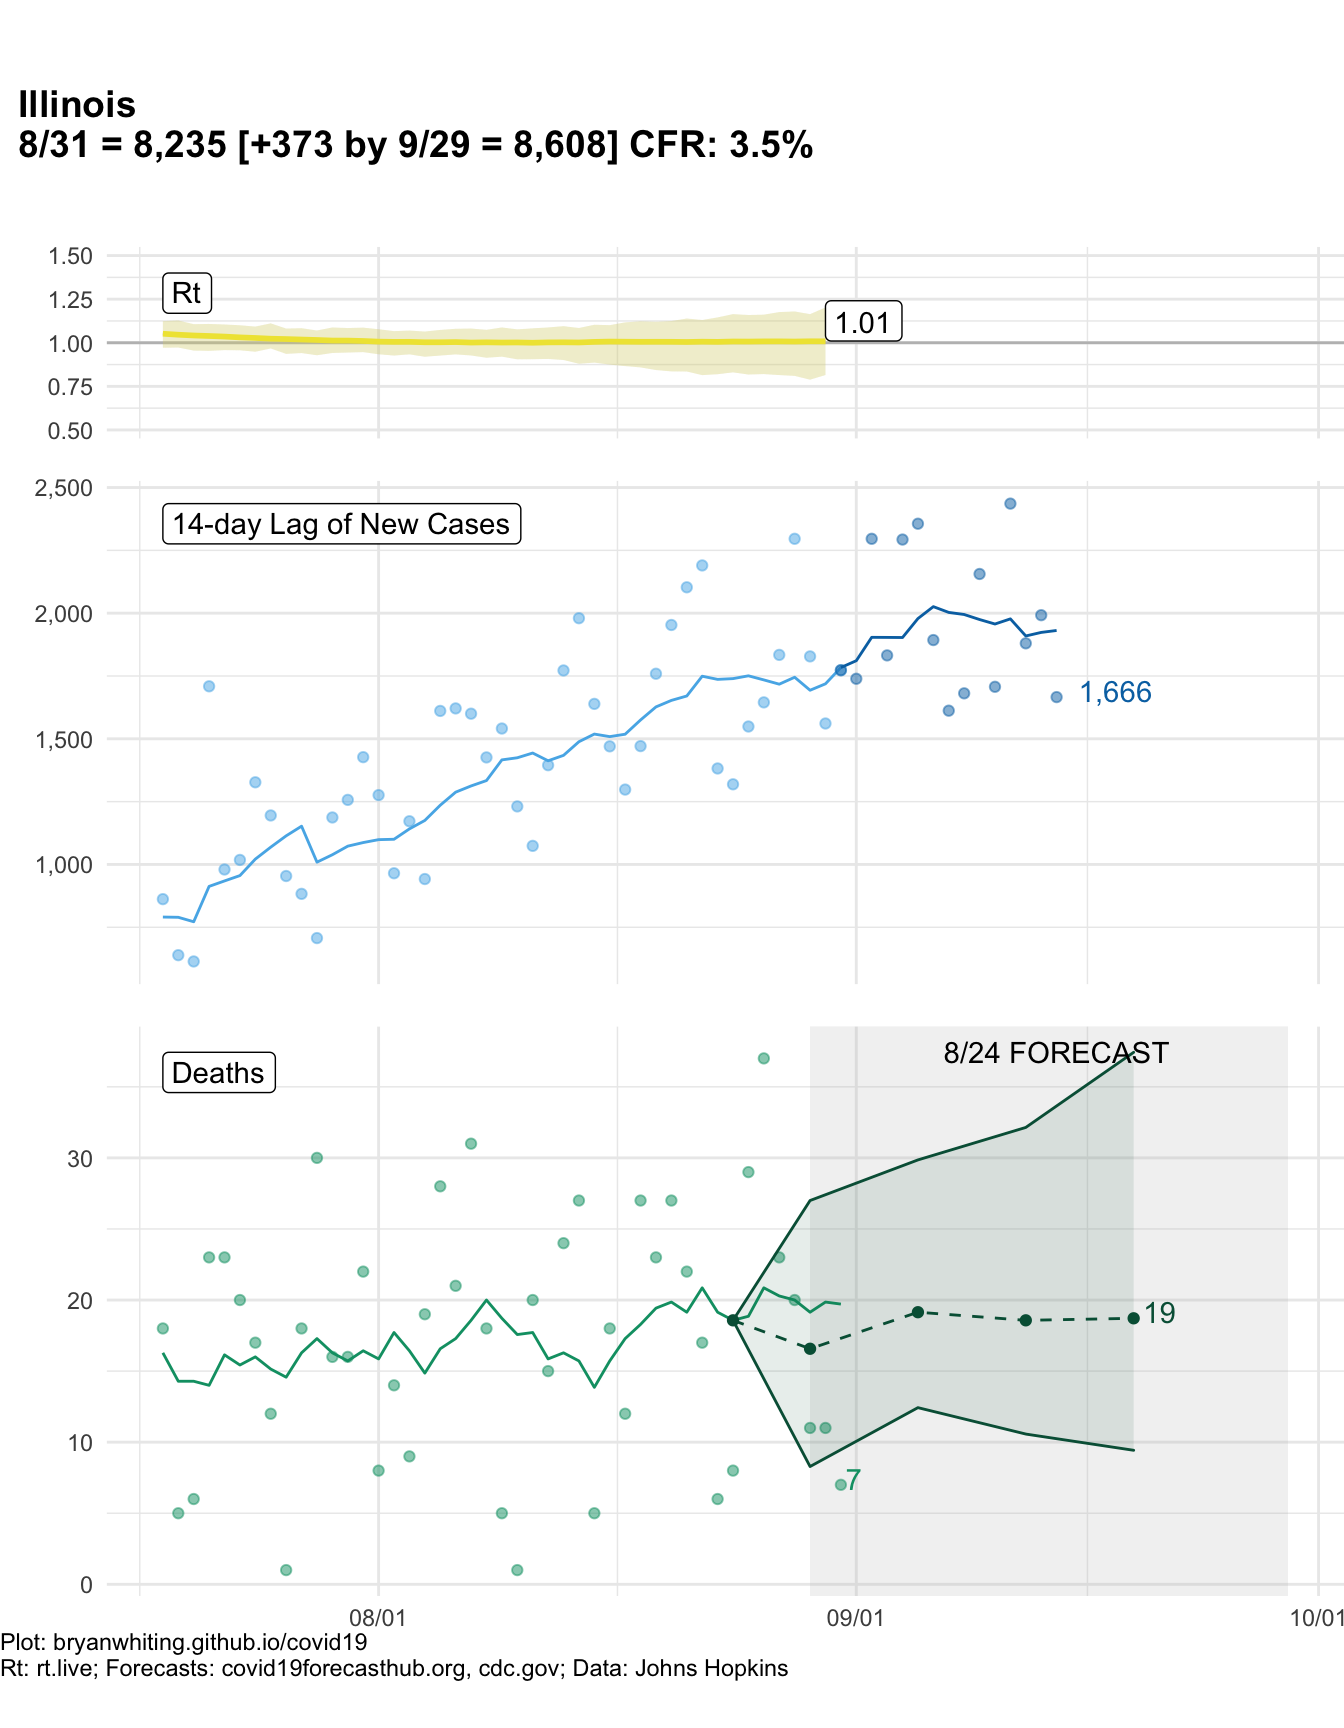 Illinois
8/31 = 8,235 [+373 by 9/29 = 8,608] CFR: 3.5%
1.50
Rt
1.25
1.01
1.00
0.75
0.50
2,500
14-day Lag of New Cases
2,000
1,666
1,500
1,000
8/24 FORECAST
Deaths
30
20
19
10
7
0
08/01 09/01 10/01
Plot: bryanwhiting.github.io/covid19
Rt: rt.live; Forecasts: covid19forecasthub.org, cdc.gov; Data: Johns Hopkins